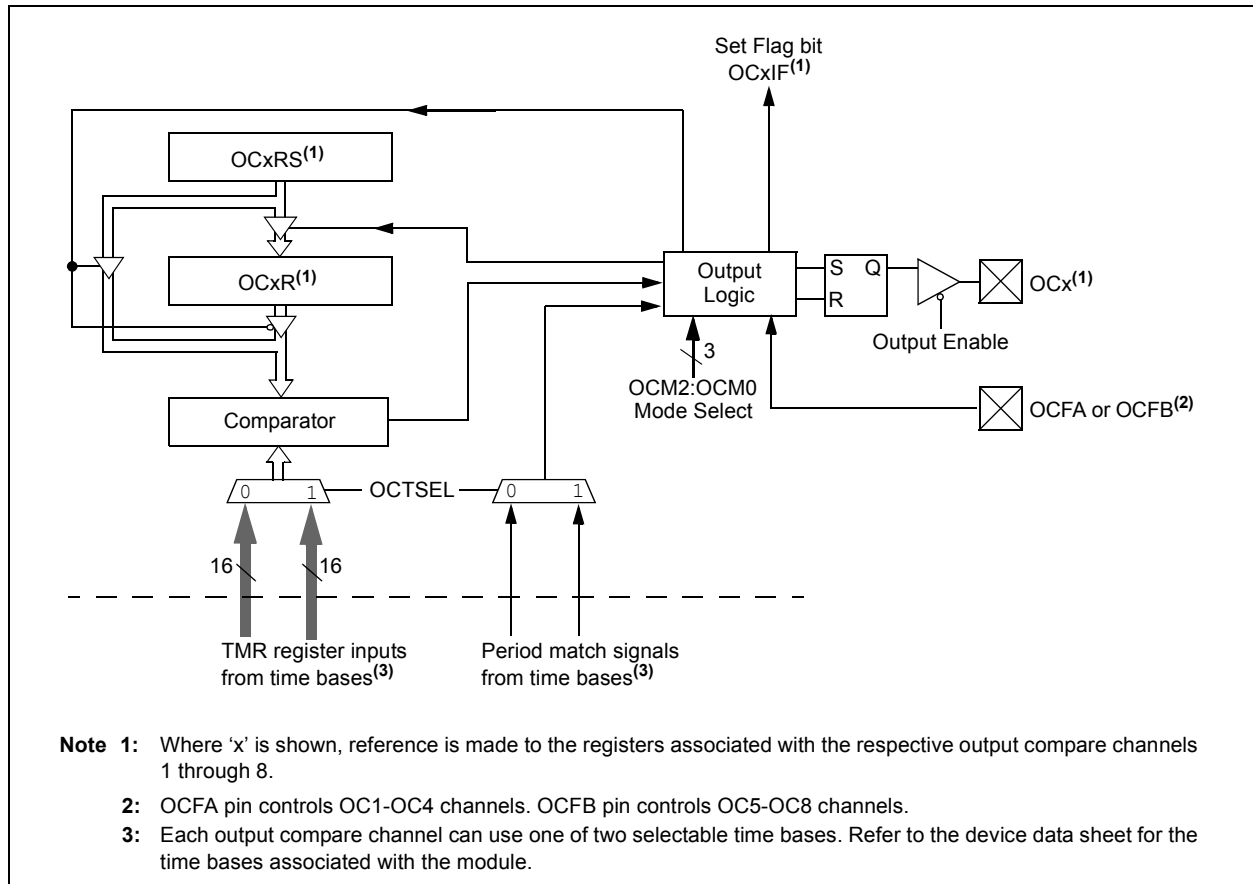 Set Flag bit
OCxIF(1)
OCxRS(1)
OCxR(1)
Output
Logic
S Q
R
OCx(1)
Output Enable
3
OCM2:OCM0
Mode Select
OCFA or OCFB(2)
Comparator
0 1
OCTSEL
0 1
16
16
TMR register inputs
from time bases(3)
Period match signals
from time bases(3)
Note 1: Where ‘x’ is shown, reference is made to the registers associated with the respective output compare channels
1 through 8.
2: OCFA pin controls OC1-OC4 channels. OCFB pin controls OC5-OC8 channels.
3: Each output compare channel can use one of two selectable time bases. Refer to the device data sheet for the
time bases associated with the module.